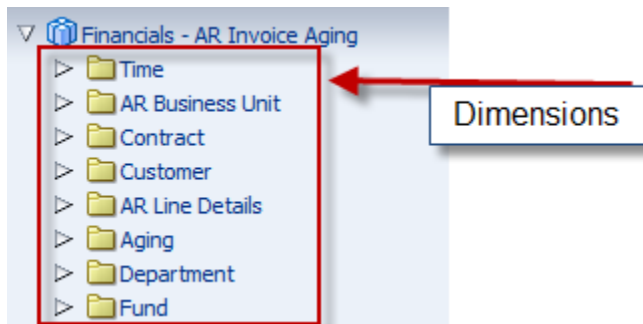 Financials - AR Invoice Aging
Time
AR Business Unit
Contract
Customer
AR Line Details
Aging
Department
Fund
Dimensions